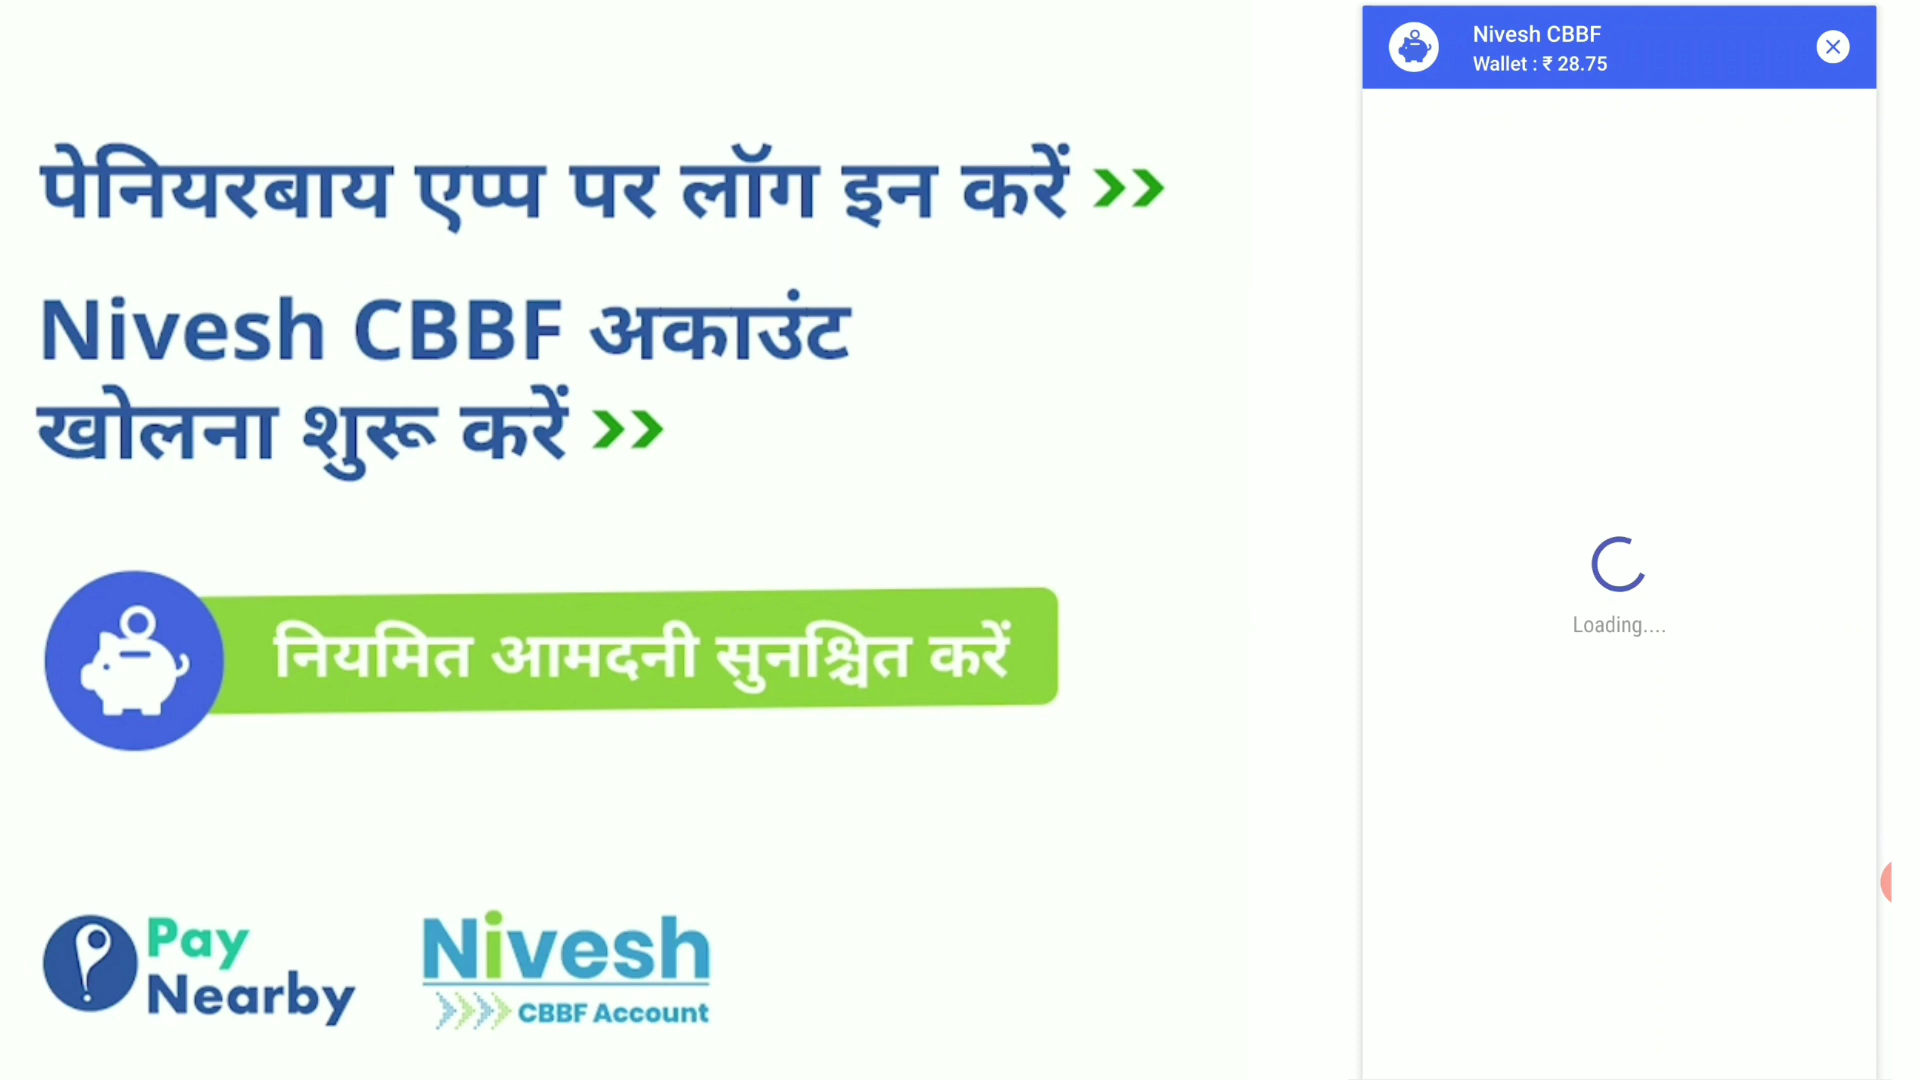 पेनियरबाय एप्प पर लॉग इन करें >>
Nivesh CBBF अकाउंट
खोलना शुरू करें >>
नियमित आमदनी सुनश्चित करें
Pay
Nearby
Nivesh
CBBF Account
Nivesh CBBF
Wallet : ₹ 28.75
Loading....